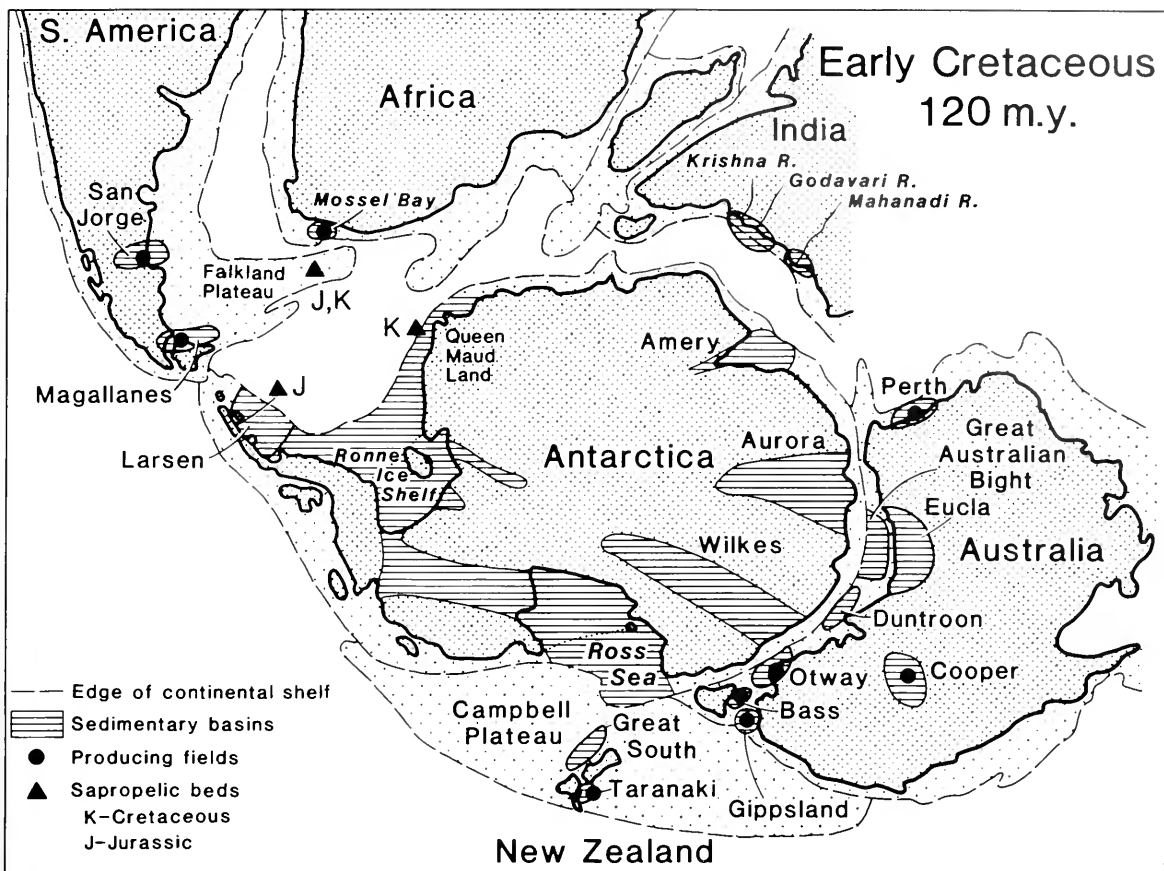 S. America
Africa
Early Cretaceous
120 m.y.
India
Krishna R.
Godavari R.
Mahanadi R.
San
Jorge
Mossel Bay
Falkland
Plateau
J,K
K
Queen
Maud
Land
Amery
Magallanes
J
Perth
Larsen
Ronne
Ice
Shelf
Antarctica
Aurora
Great
Australian
Bight
Eucla
Wilkes
Australia
Duntroon
Ross
Sea
Otway
Cooper
Bass
Campbell
Plateau
Great
South
Taranaki
Gippsland
New Zealand
Edge of continental shelf
Sedimentary basins
Producing fields
Sapropelic beds
K-Cretaceous
J-Jurassic